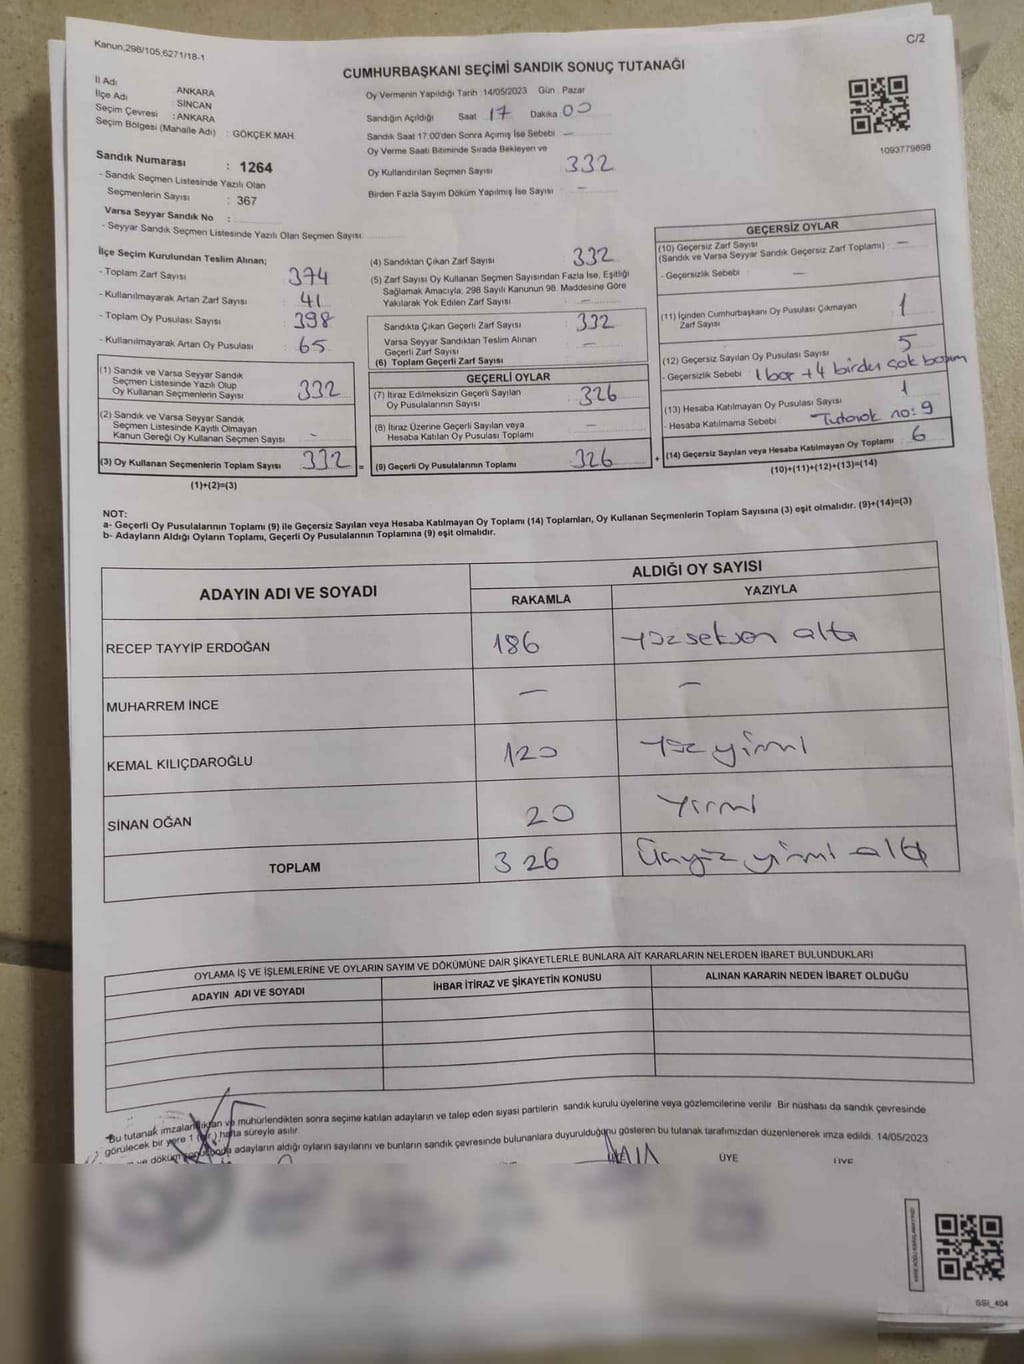 Kanun;298/105;6271/18-1
C/2
CUMHURBAŞKANI SEÇİMİ SANDIK SONUÇ TUTANAĞI
İl Adı : ANKARA
İlçe Adı : SİNCAN
Seçim Çevresi : ANKARA
Seçim Bölgesi (Mahalle Adı) : GÖKÇEK MAH
Sandık Numarası : 1264
- Sandık Seçmen Listesinde Yazılı Olan
Seçmenlerin Sayısı : 367
Varsa Seyyar Sandık No :
- Seyyar Sandık Seçmen Listesinde Yazılı Olan Seçmen Sayısı:
Oy Vermenin Yapıldığı Tarih : 14/05/2023 Gün : Pazar
Sandığın Açıldığı Saat 17 Dakika 00
Sandık Saat 17:00'den Sonra Açımış İse Sebebi : —
Oy Verme Saati Bitiminde Sırada Bekleyen ve
Oy Kullandırılan Seçmen Sayısı : 332
Birden Fazla Sayım Döküm Yapılmış İse Sayısı : —
1093779898
İlçe Seçim Kurulundan Teslim Alınan;
- Toplam Zarf Sayısı : 374
- Kullanılmayarak Artan Zarf Sayısı : 41
- Toplam Oy Pusulası Sayısı : 398
- Kullanılmayarak Artan Oy Pusulası : 65
(1) Sandık ve Varsa Seyyar Sandık
Seçmen Listesinde Yazılı Olup
Oy Kullanan Seçmenlerin Sayısı : 332
(2) Sandık ve Varsa Seyyar Sandık
Seçmen Listesinde Kayıtlı Olmayan
Kanun Gereği Oy Kullanan Seçmen Sayısı : —
(3) Oy Kullanan Seçmenlerin Toplam Sayısı : 332 =
(1)+(2)=(3)
(4) Sandıktan Çıkan Zarf Sayısı : 332
(5) Zarf Sayısı Oy Kullanan Seçmen Sayısından Fazla İse, Eşitliği
Sağlamak Amacıyla, 298 Sayılı Kanunun 98. Maddesine Göre
Yakılarak Yok Edilen Zarf Sayısı : —
Sandıkta Çıkan Geçerli Zarf Sayısı : 332
Varsa Seyyar Sandıktan Teslim Alınan
Geçerli Zarf Sayısı : —
(6) Toplam Geçerli Zarf Sayısı
GEÇERLİ OYLAR
(7) İtiraz Edilmeksizin Geçerli Sayılan
Oy Pusulalarının Sayısı : 326
(8) İtiraz Üzerine Geçerli Sayılan veya
Hesaba Katılan Oy Pusulası Toplamı : —
(9) Geçerli Oy Pusulalarının Toplamı : 326 +
GEÇERSİZ OYLAR
(10) Geçersiz Zarf Sayısı
(Sandık ve Varsa Seyyar Sandık Geçersiz Zarf Toplamı) : —
- Geçersizlik Sebebi : —
(11) İçinden Cumhurbaşkanı Oy Pusulası Çıkmayan
Zarf Sayısı : 1
(12) Geçersiz Sayılan Oy Pusulası Sayısı : 5
- Geçersizlik Sebebi : 1 boş + 4 birden çok basım
(13) Hesaba Katılmayan Oy Pusulası Sayısı : 1
- Hesaba Katılmama Sebebi : Tutanak no: 9
(14) Geçersiz Sayılan veya Hesaba Katılmayan Oy Toplamı : 6
(10)+(11)+(12)+(13)=(14)
NOT:
a- Geçerli Oy Pusulalarının Toplamı (9) ile Geçersiz Sayılan veya Hesaba Katılmayan Oy Toplamı (14) Toplamları, Oy Kullanan Seçmenlerin Toplam Sayısına (3) eşit olmalıdır. (9)+(14)=(3)
b- Adayların Aldığı Oyların Toplamı, Geçerli Oy Pusulalarının Toplamına (9) eşit olmalıdır.
ADAYIN ADI VE SOYADI
ALDIĞI OY SAYISI
RAKAMLA YAZIYLA
RECEP TAYYİP ERDOĞAN 186 Yüzseksen altı
MUHARREM İNCE — —
KEMAL KILIÇDAROĞLU 120 Yüz yirmi
SİNAN OĞAN 20 Yirmi
TOPLAM 326 Üçyüz yirmi altı
OYLAMA İŞ VE İŞLEMLERİNE VE OYLARIN SAYIM VE DÖKÜMÜNE DAİR ŞİKAYETLERLE BUNLARA AİT KARARLARIN NELERDEN İBARET BULUNDUKLARI
ADAYIN ADI VE SOYADI İHBAR İTİRAZ VE ŞİKAYETİN KONUSU ALINAN KARARIN NEDEN İBARET OLDUĞU
Bu tutanak imzalandıktan ve mühürlendikten sonra seçime katılan adayların ve talep eden siyasi partilerin sandık kurulu üyelerine veya gözlemcilerine verilir. Bir nüshası da sandık çevresinde
görülecek bir yere 1 (bir) hafta süreyle asılır.
ve döküm sonucunda adayların aldığı oyların sayılarını ve bunların sandık çevresinde bulunanlara duyurulduğunu gösteren bu tutanak tarafımızdan düzenlenerek imza edildi. 14/05/2023
ÜYE ÜYE ÜYE
SSI_404